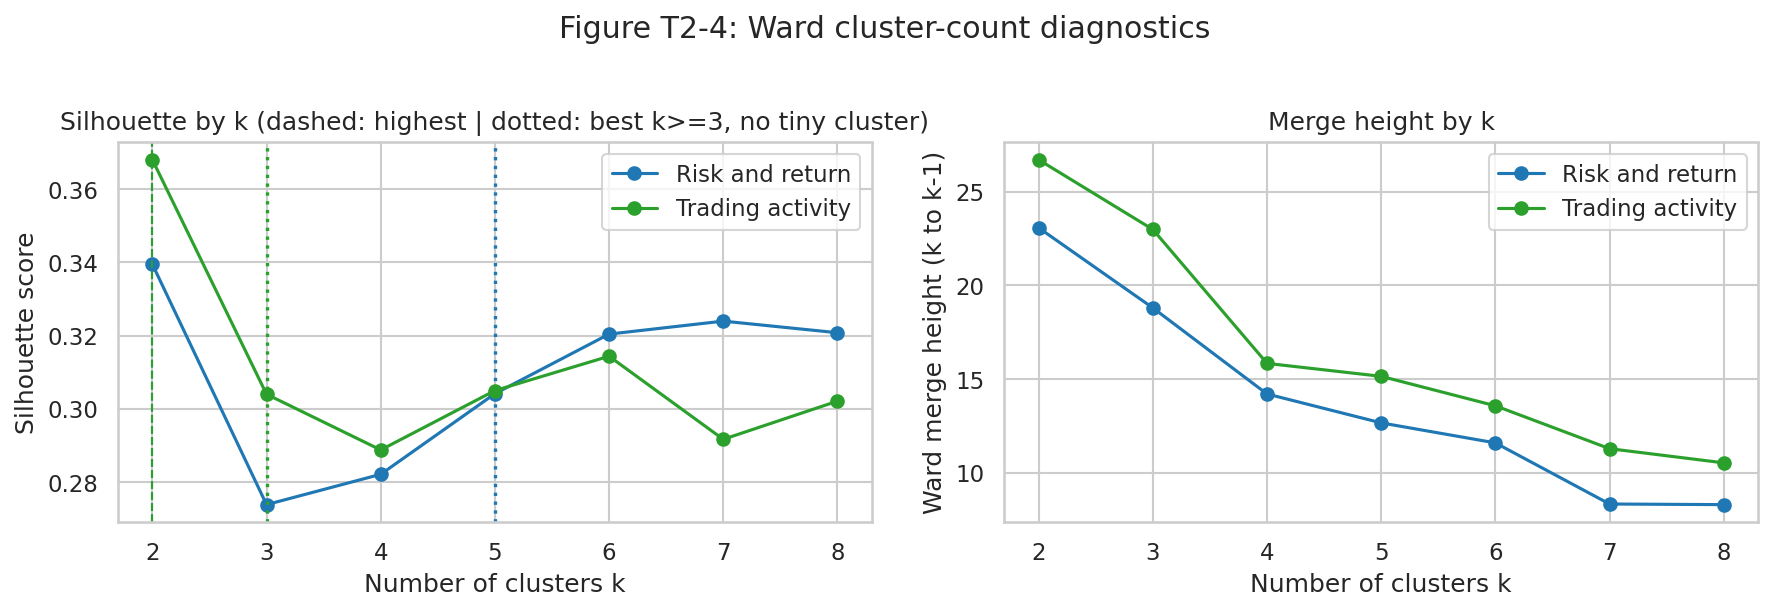 Figure T2-4: Ward cluster-count diagnostics
Silhouette by k (dashed: highest | dotted: best k>=3, no tiny cluster)
Silhouette score
0.36
0.34
0.32
0.30
0.28
Risk and return
Trading activity
2 3 4 5 6 7 8
Number of clusters k
Merge height by k
Ward merge height (k to k-1)
25
20
15
10
Risk and return
Trading activity
2 3 4 5 6 7 8
Number of clusters k